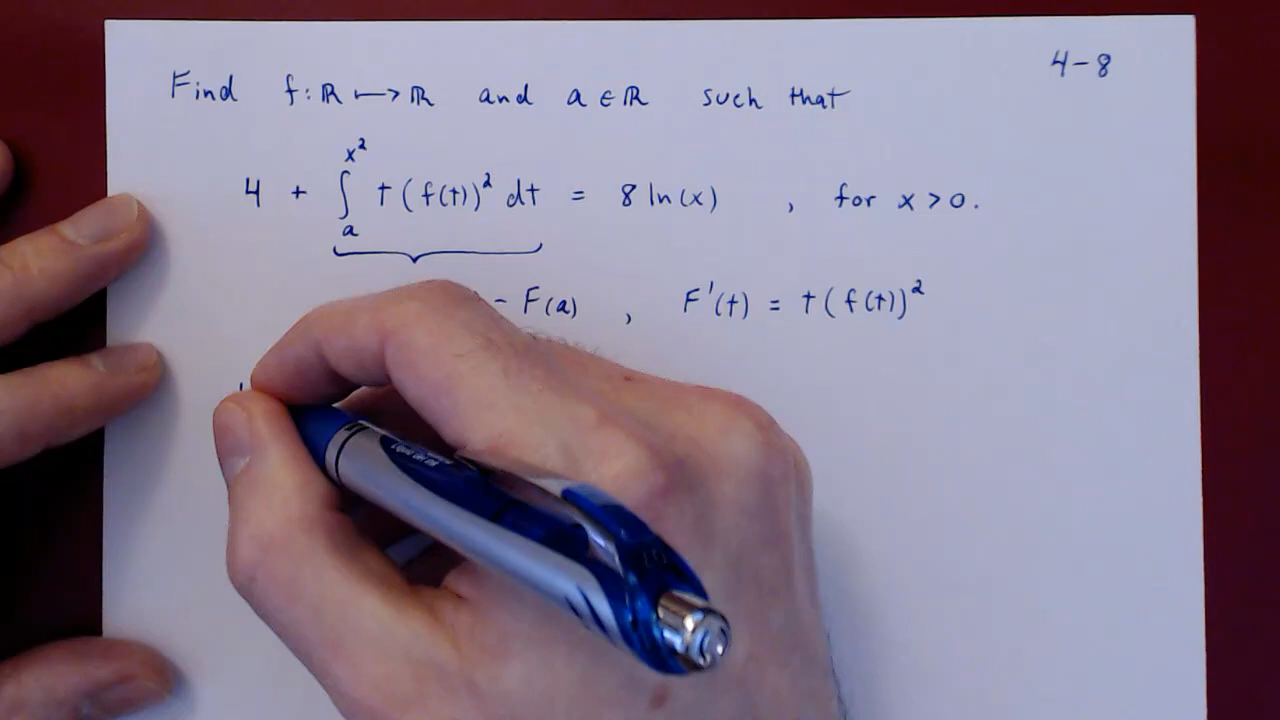 4-8
Find f: ℝ ⟼ ℝ and a ∈ ℝ such that
4 + ∫ₐ^{x²} t(f(t))² dt = 8 ln(x) , for x > 0.
- F(a) , F'(t) = t(f(t))²